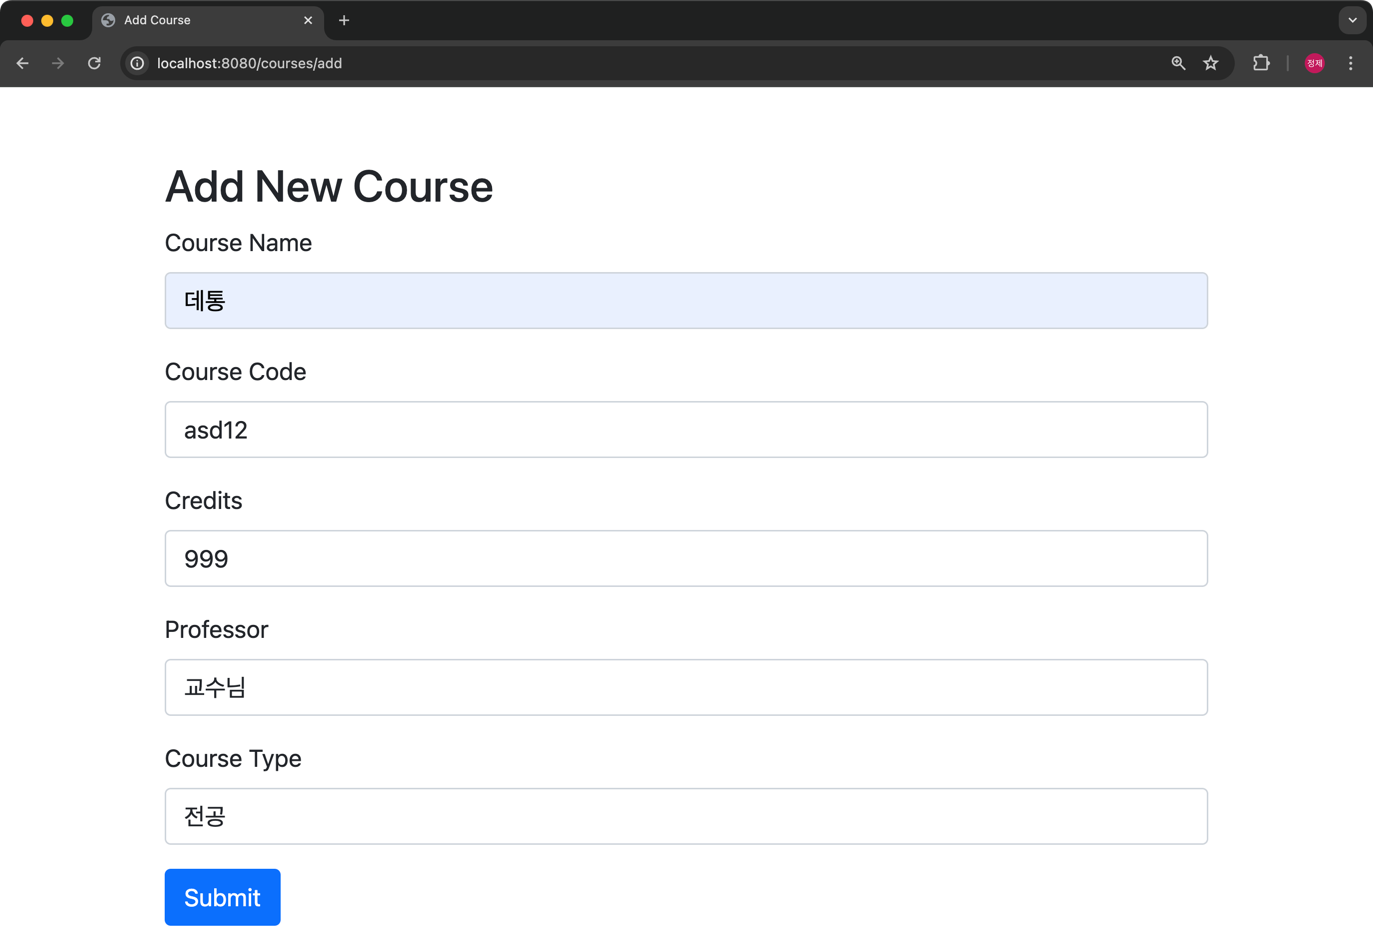 Add Course
localhost:8080/courses/add
정제
Add New Course
Course Name
데통
Course Code
asd12
Credits
999
Professor
교수님
Course Type
전공
Submit